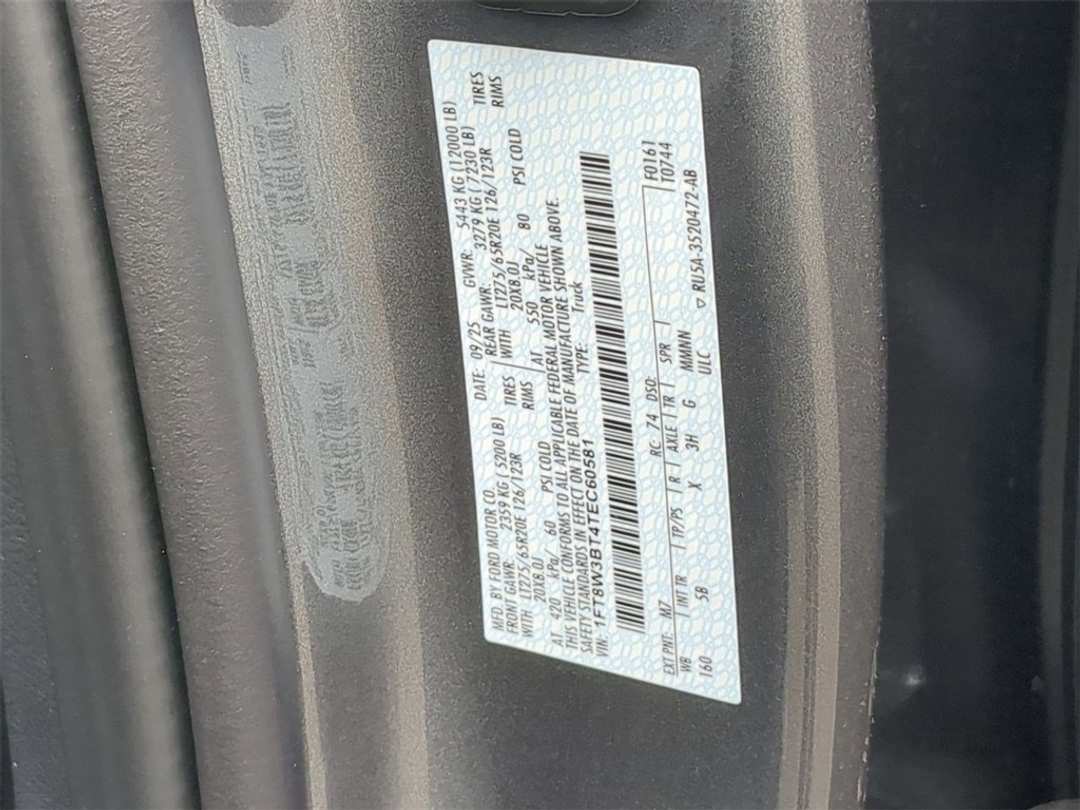 MFD. BY FORD MOTOR CO. DATE: 09/25 GVWR: 5443 KG (12000 LB)
FRONT GAWR: 2359 KG (5200 LB) REAR GAWR: 3279 KG (7230 LB)
WITH LT275/65R20E 126/123R TIRES WITH LT275/65R20E 126/123R TIRES
20X8.0J RIMS 20X8.0J RIMS
AT 420 kPa/ 60 PSI COLD AT 550 kPa/ 80 PSI COLD
THIS VEHICLE CONFORMS TO ALL APPLICABLE FEDERAL MOTOR VEHICLE
SAFETY STANDARDS IN EFFECT ON THE DATE OF MANUFACTURE SHOWN ABOVE.
VIN: 1FT8W3BT4TEC60581 TYPE: Truck
EXT PNT: M7 RC: 74 DSO: F0161
T0744
WB INT TR TP/PS R AXLE TR SPR
160 5B X 3H G MMMNN
ULC ▽ RU5A-3520472-AB